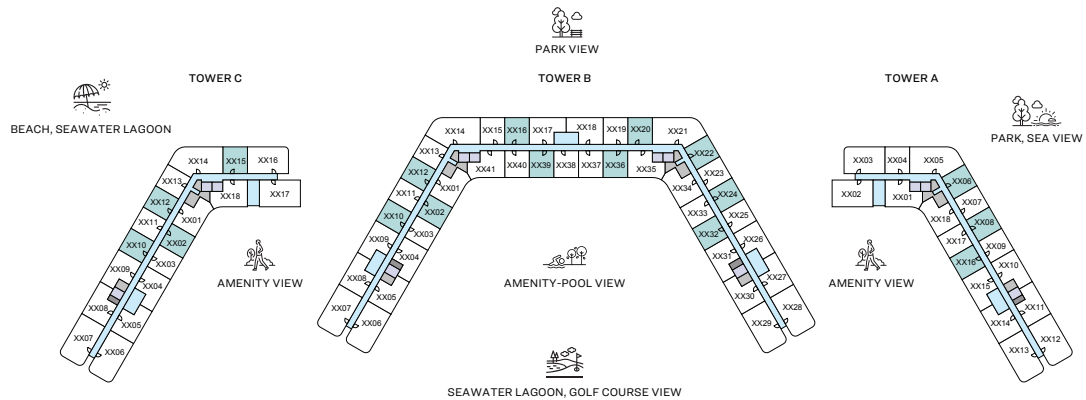 PARK VIEW
TOWER C
TOWER B
TOWER A
BEACH, SEAWATER LAGOON
PARK, SEA VIEW
XX14
XX15
XX16
XX13
XX17
XX18
XX12
XX01
XX11
XX02
XX10
XX03
XX09
XX04
XX08
XX05
XX07
XX06
AMENITY VIEW
XX14
XX15
XX16
XX17
XX18
XX19
XX20
XX21
XX13
XX41
XX40
XX39
XX38
XX37
XX36
XX35
XX22
XX12
XX01
XX34
XX23
XX11
XX02
XX33
XX24
XX10
XX03
XX32
XX25
XX09
XX04
XX31
XX26
XX08
XX05
XX30
XX27
XX07
XX06
XX29
XX28
AMENITY-POOL VIEW
XX03
XX04
XX05
XX02
XX01
XX06
XX18
XX07
XX17
XX08
XX16
XX09
XX15
XX10
XX14
XX11
XX13
XX12
AMENITY VIEW
SEAWATER LAGOON, GOLF COURSE VIEW